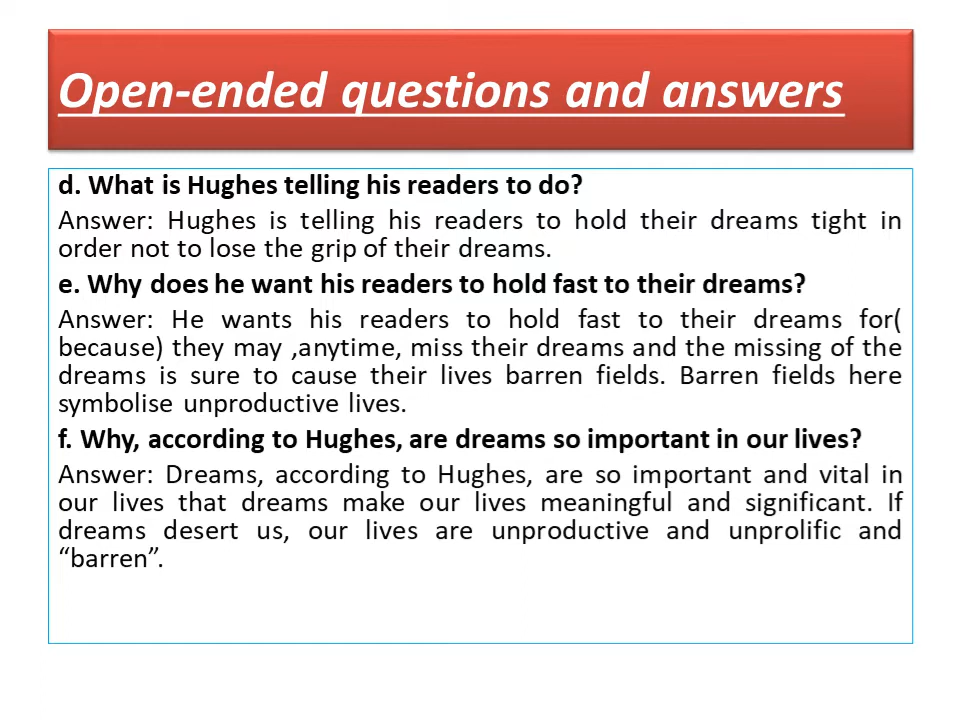 Open-ended questions and answers
d. What is Hughes telling his readers to do?
Answer: Hughes is telling his readers to hold their dreams tight in
order not to lose the grip of their dreams.
e. Why does he want his readers to hold fast to their dreams?
Answer: He wants his readers to hold fast to their dreams for(
because) they may ,anytime, miss their dreams and the missing of the
dreams is sure to cause their lives barren fields. Barren fields here
symbolise unproductive lives.
f. Why, according to Hughes, are dreams so important in our lives?
Answer: Dreams, according to Hughes, are so important and vital in
our lives that dreams make our lives meaningful and significant. If
dreams desert us, our lives are unproductive and unprolific and
“barren”.